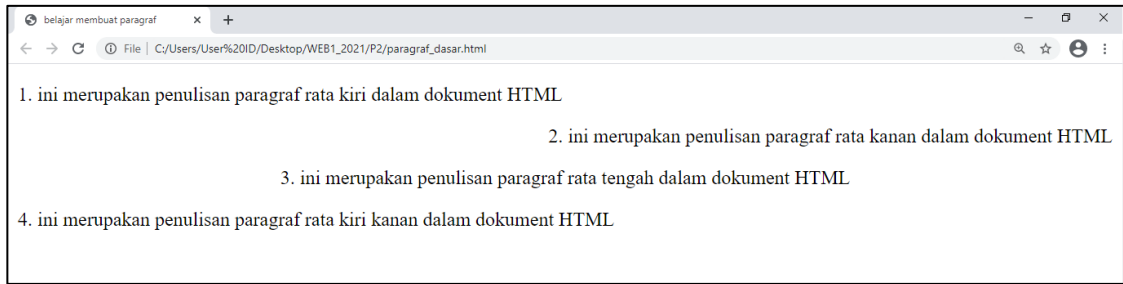 belajar membuat paragraf
File | C:/Users/User%20ID/Desktop/WEB1_2021/P2/paragraf_dasar.html
1. ini merupakan penulisan paragraf rata kiri dalam dokument HTML
2. ini merupakan penulisan paragraf rata kanan dalam dokument HTML
3. ini merupakan penulisan paragraf rata tengah dalam dokument HTML
4. ini merupakan penulisan paragraf rata kiri kanan dalam dokument HTML